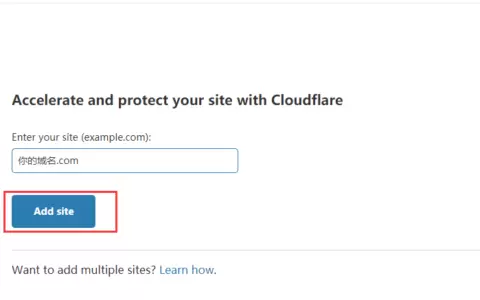 Accelerate and protect your site with Cloudflare
Enter your site (example.com):
你的域名.com
Add site
Want to add multiple sites? Learn how.